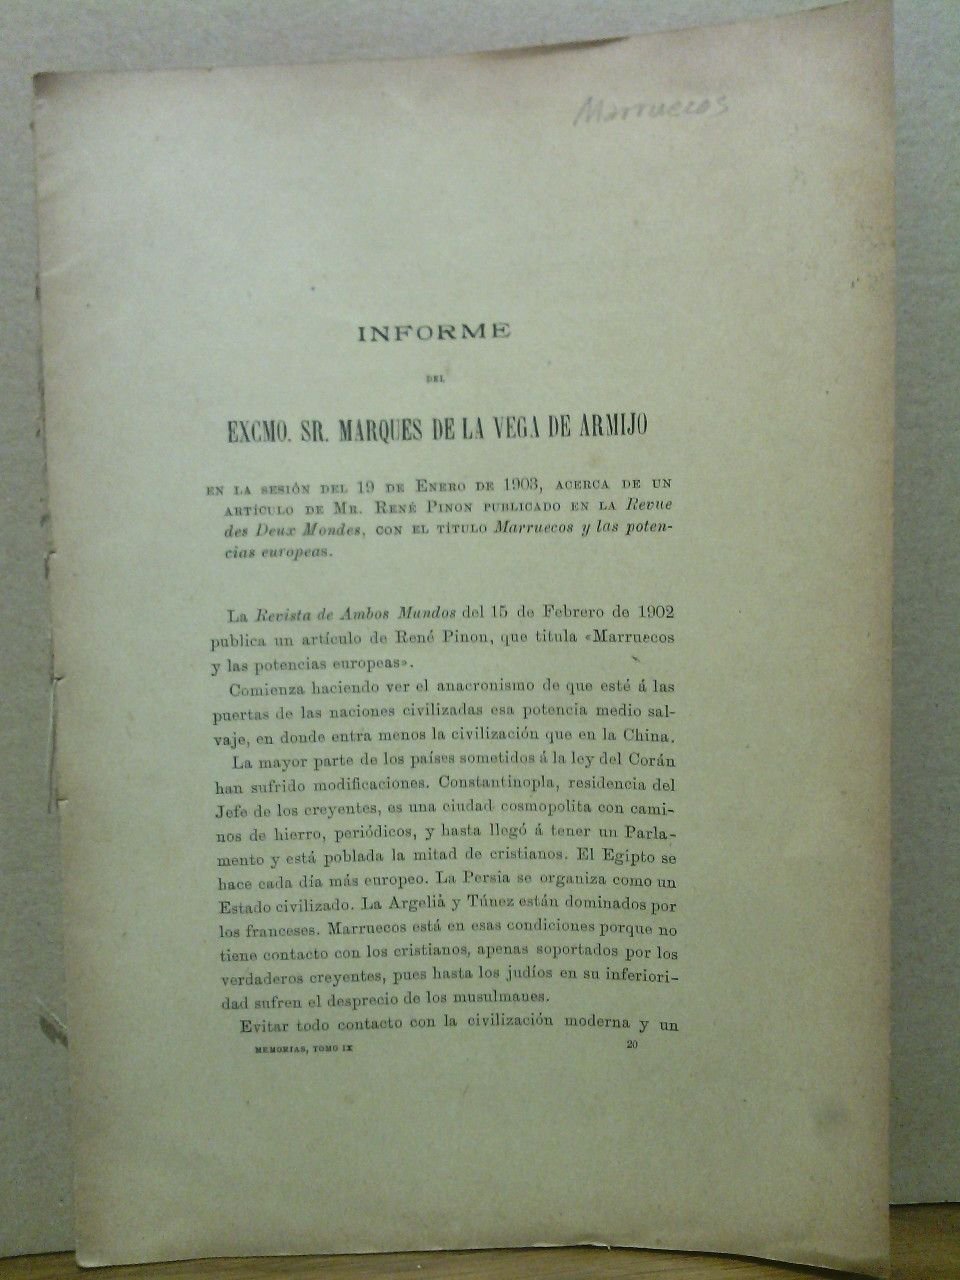 Marruecos
INFORME
DEL
EXCMO. SR. MARQUES DE LA VEGA DE ARMIJO
EN LA SESIÓN DEL 19 DE ENERO DE 1903, ACERCA DE UN
ARTÍCULO DE MR. RENÉ PINON PUBLICADO EN LA Revue
des Deux Mondes, CON EL TÍTULO Marruecos y las poten-
cias europeas.
La Revista de Ambos Mundos del 15 de Febrero de 1902
publica un artículo de René Pinon, que titula «Marruecos
y las potencias europeas».
Comienza haciendo ver el anacronismo de que esté á las
puertas de las naciones civilizadas esa potencia medio sal-
vaje, en donde entra menos la civilización que en la China.
La mayor parte de los países sometidos á la ley del Corán
han sufrido modificaciones. Constantinopla, residencia del
Jefe de los creyentes, es una ciudad cosmopolita con cami-
nos de hierro, periódicos, y hasta llegó á tener un Parla-
mento y está poblada la mitad de cristianos. El Egipto se
hace cada día más europeo. La Persia se organiza como un
Estado civilizado. La Argelia y Túnez están dominados por
los franceses. Marruecos está en esas condiciones porque no
tiene contacto con los cristianos, apenas soportados por los
verdaderos creyentes, pues hasta los judíos en su inferiori-
dad sufren el desprecio de los musulmanes.
Evitar todo contacto con la civilización moderna y un
MEMORIAS, TOMO IX 20